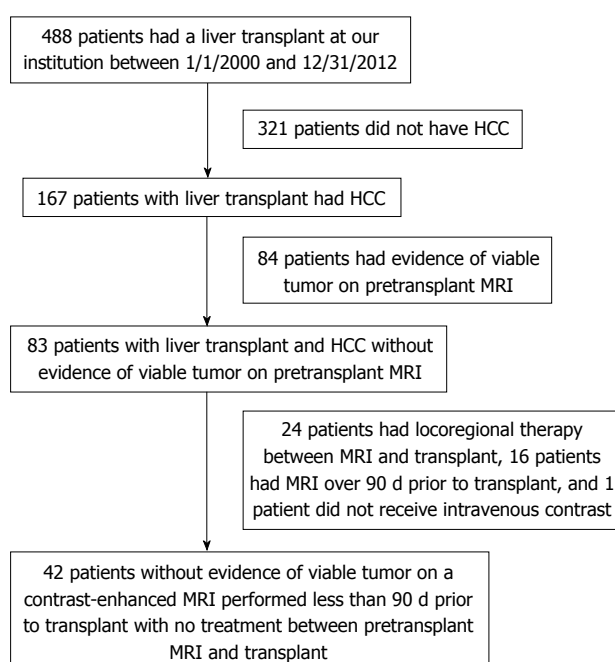 488 patients had a liver transplant at our
institution between 1/1/2000 and 12/31/2012
321 patients did not have HCC
167 patients with liver transplant had HCC
84 patients had evidence of viable
tumor on pretransplant MRI
83 patients with liver transplant and HCC without
evidence of viable tumor on pretransplant MRI
24 patients had locoregional therapy
between MRI and transplant, 16 patients
had MRI over 90 d prior to transplant, and 1
patient did not receive intravenous contrast
42 patients without evidence of viable tumor on a
contrast-enhanced MRI performed less than 90 d prior
to transplant with no treatment between pretransplant
MRI and transplant